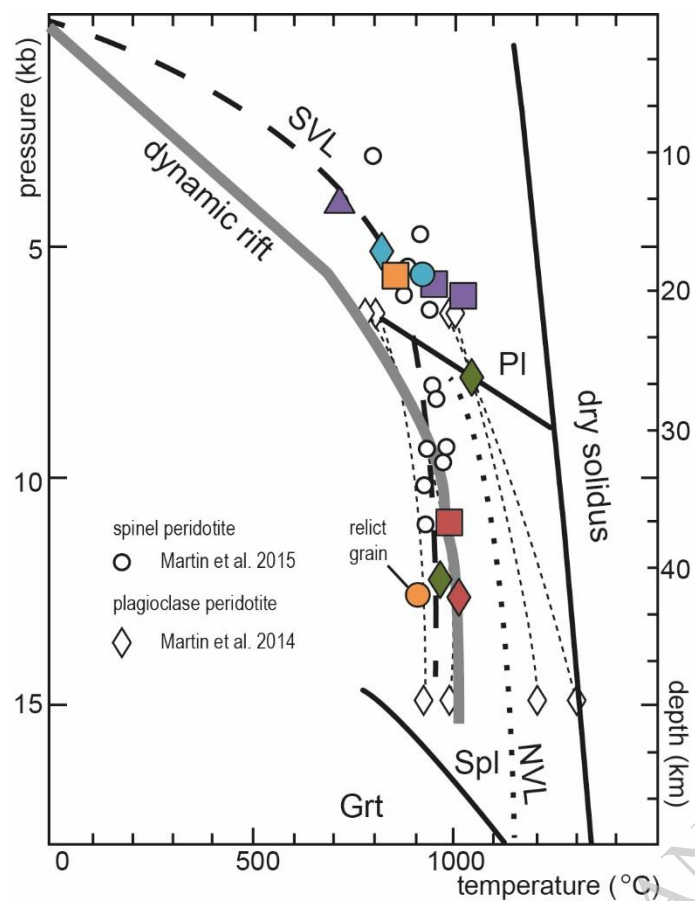 pressure (kb)
5
10
15
SVL
dynamic rift
Pl
dry solidus
10
20
30
40
depth (km)
spinel peridotite
Martin et al. 2015
plagioclase peridotite
Martin et al. 2014
relict
grain
Spl
NVL
Grt
0
500
1000
temperature (°C)